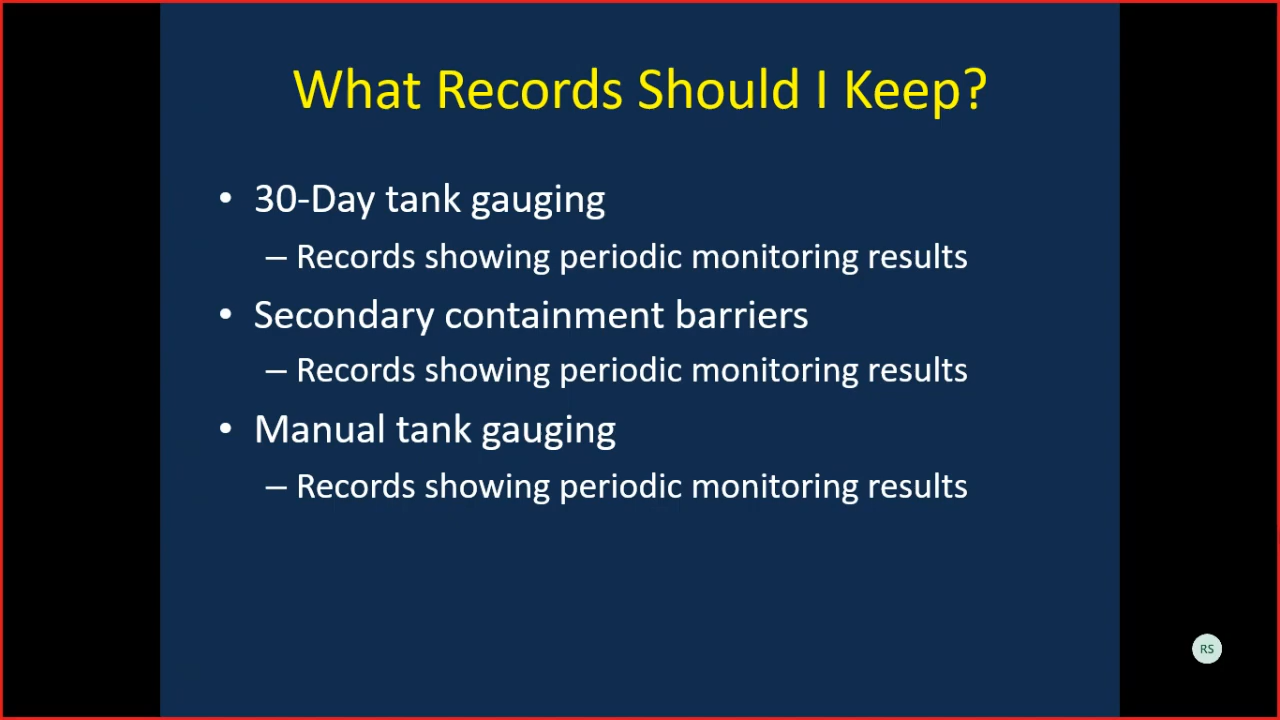 What Records Should I Keep?
• 30-Day tank gauging
– Records showing periodic monitoring results
• Secondary containment barriers
– Records showing periodic monitoring results
• Manual tank gauging
– Records showing periodic monitoring results
RS